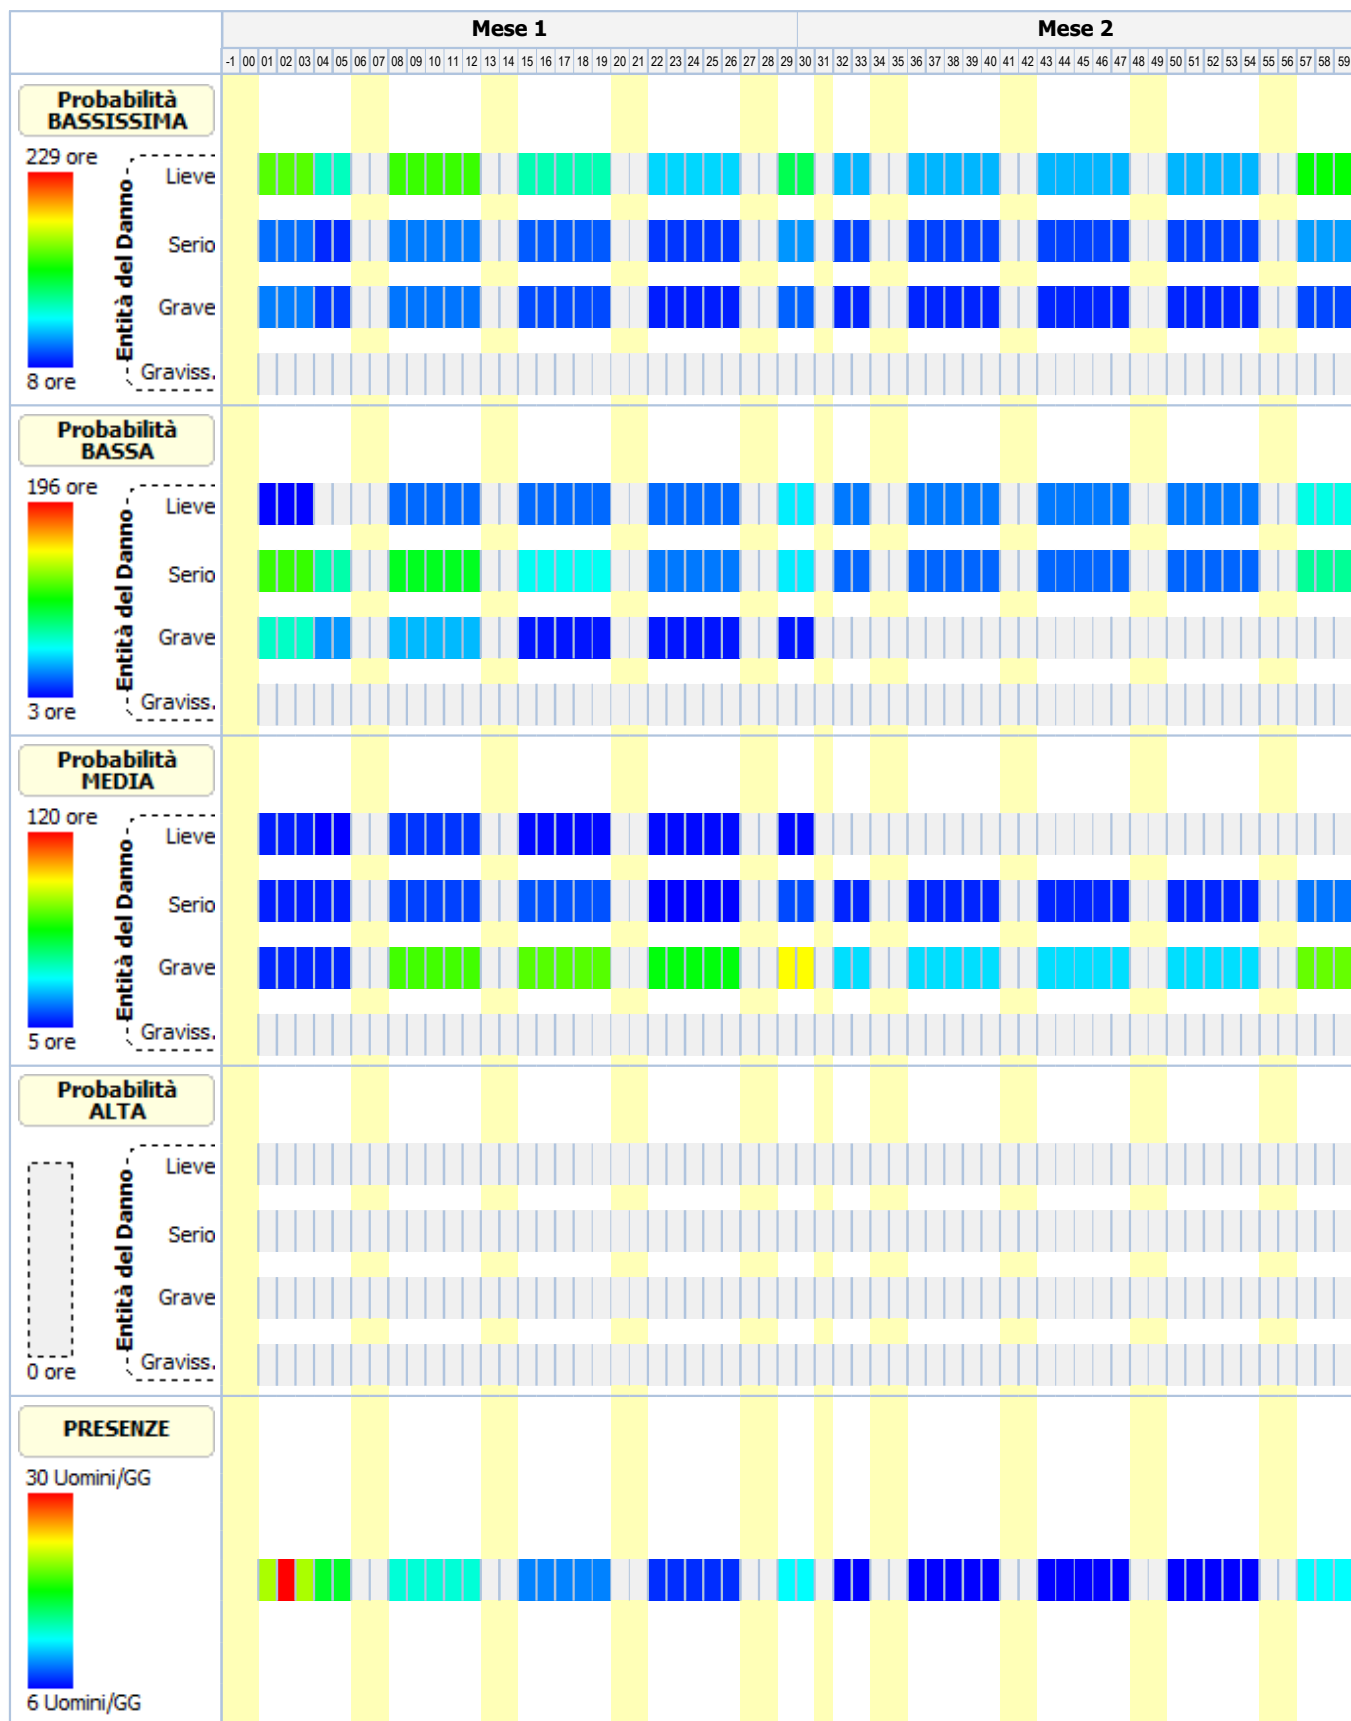 Mese 1 Mese 2
-1 00 01 02 03 04 05 06 07 08 09 10 11 12 13 14 15 16 17 18 19 20 21 22 23 24 25 26 27 28 29 30 31 32 33 34 35 36 37 38 39 40 41 42 43 44 45 46 47 48 49 50 51 52 53 54 55 56 57 58 59
Probabilità
BASSISSIMA
229 ore
8 ore
Entità del Danno
Lieve
Serio
Grave
Graviss.
Probabilità
BASSA
196 ore
3 ore
Entità del Danno
Lieve
Serio
Grave
Graviss.
Probabilità
MEDIA
120 ore
5 ore
Entità del Danno
Lieve
Serio
Grave
Graviss.
Probabilità
ALTA
0 ore
Entità del Danno
Lieve
Serio
Grave
Graviss.
PRESENZE
30 Uomini/GG
6 Uomini/GG